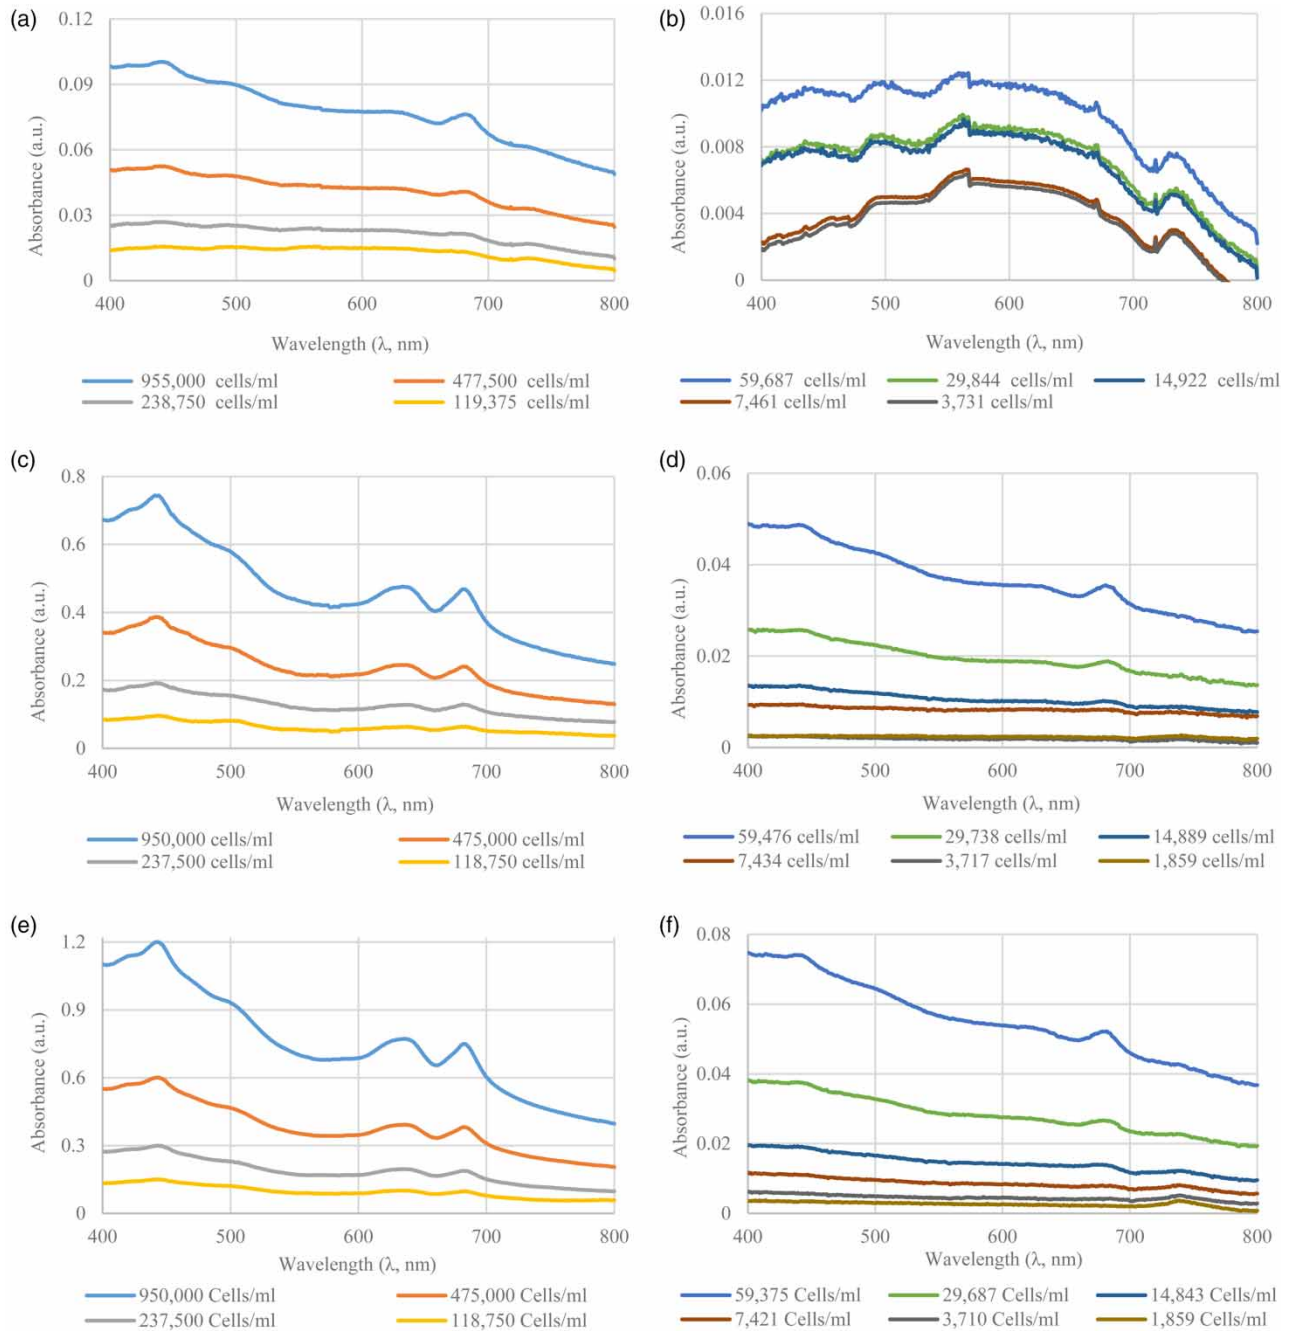 (a)
0.12
0.09
0.06
0.03
0
Absorbance (a.u.)
400 500 600 700 800
Wavelength (λ, nm)
955,000 cells/ml 477,500 cells/ml
238,750 cells/ml 119,375 cells/ml
(b)
0.016
0.012
0.008
0.004
0
Absorbance (a.u.)
400 500 600 700 800
Wavelength (λ, nm)
59,687 cells/ml 29,844 cells/ml 14,922 cells/ml
7,461 cells/ml 3,731 cells/ml
(c)
0.8
0.6
0.4
0.2
0
Absorbance (a.u.)
400 500 600 700 800
Wavelength (λ, nm)
950,000 cells/ml 475,000 cells/ml
237,500 cells/ml 118,750 cells/ml
(d)
0.06
0.04
0.02
0
Absorbance (a.u.)
400 500 600 700 800
Wavelength (λ, nm)
59,476 cells/ml 29,738 cells/ml 14,889 cells/ml
7,434 cells/ml 3,717 cells/ml 1,859 cells/ml
(e)
1.2
0.9
0.6
0.3
0
Absorbance (a.u.)
400 500 600 700 800
Wavelength (λ, nm)
950,000 Cells/ml 475,000 Cells/ml
237,500 Cells/ml 118,750 Cells/ml
(f)
0.08
0.06
0.04
0.02
0
Absorbance (a.u.)
400 500 600 700 800
Wavelength (λ, nm)
59,375 Cells/ml 29,687 Cells/ml 14,843 Cells/ml
7,421 Cells/ml 3,710 Cells/ml 1,859 Cells/ml